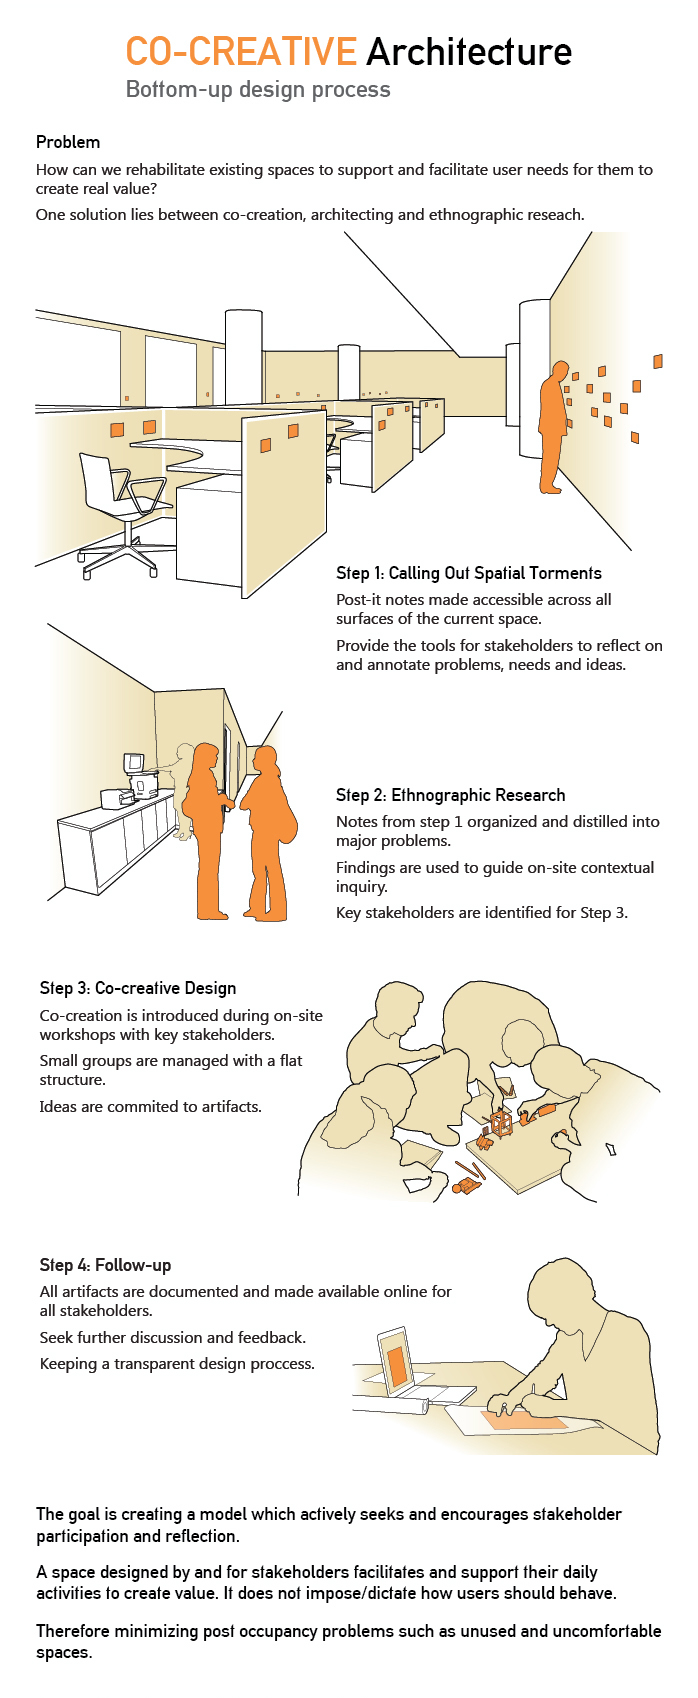 CO-CREATIVE Architecture
Bottom-up design process
Problem
How can we rehabilitate existing spaces to support and facilitate user needs for them to
create real value?
One solution lies between co-creation, architecting and ethnographic reseach.
Step 1: Calling Out Spatial Torments
Post-it notes made accessible across all
surfaces of the current space.
Provide the tools for stakeholders to reflect on
and annotate problems, needs and ideas.
Step 2: Ethnographic Research
Notes from step 1 organized and distilled into
major problems.
Findings are used to guide on-site contextual
inquiry.
Key stakeholders are identified for Step 3.
Step 3: Co-creative Design
Co-creation is introduced during on-site
workshops with key stakeholders.
Small groups are managed with a flat
structure.
Ideas are commited to artifacts.
Step 4: Follow-up
All artifacts are documented and made available online for
all stakeholders.
Seek further discussion and feedback.
Keeping a transparent design proccess.
The goal is creating a model which actively seeks and encourages stakeholder
participation and reflection.
A space designed by and for stakeholders facilitates and support their daily
activities to create value. It does not impose/dictate how users should behave.
Therefore minimizing post occupancy problems such as unused and uncomfortable
spaces.